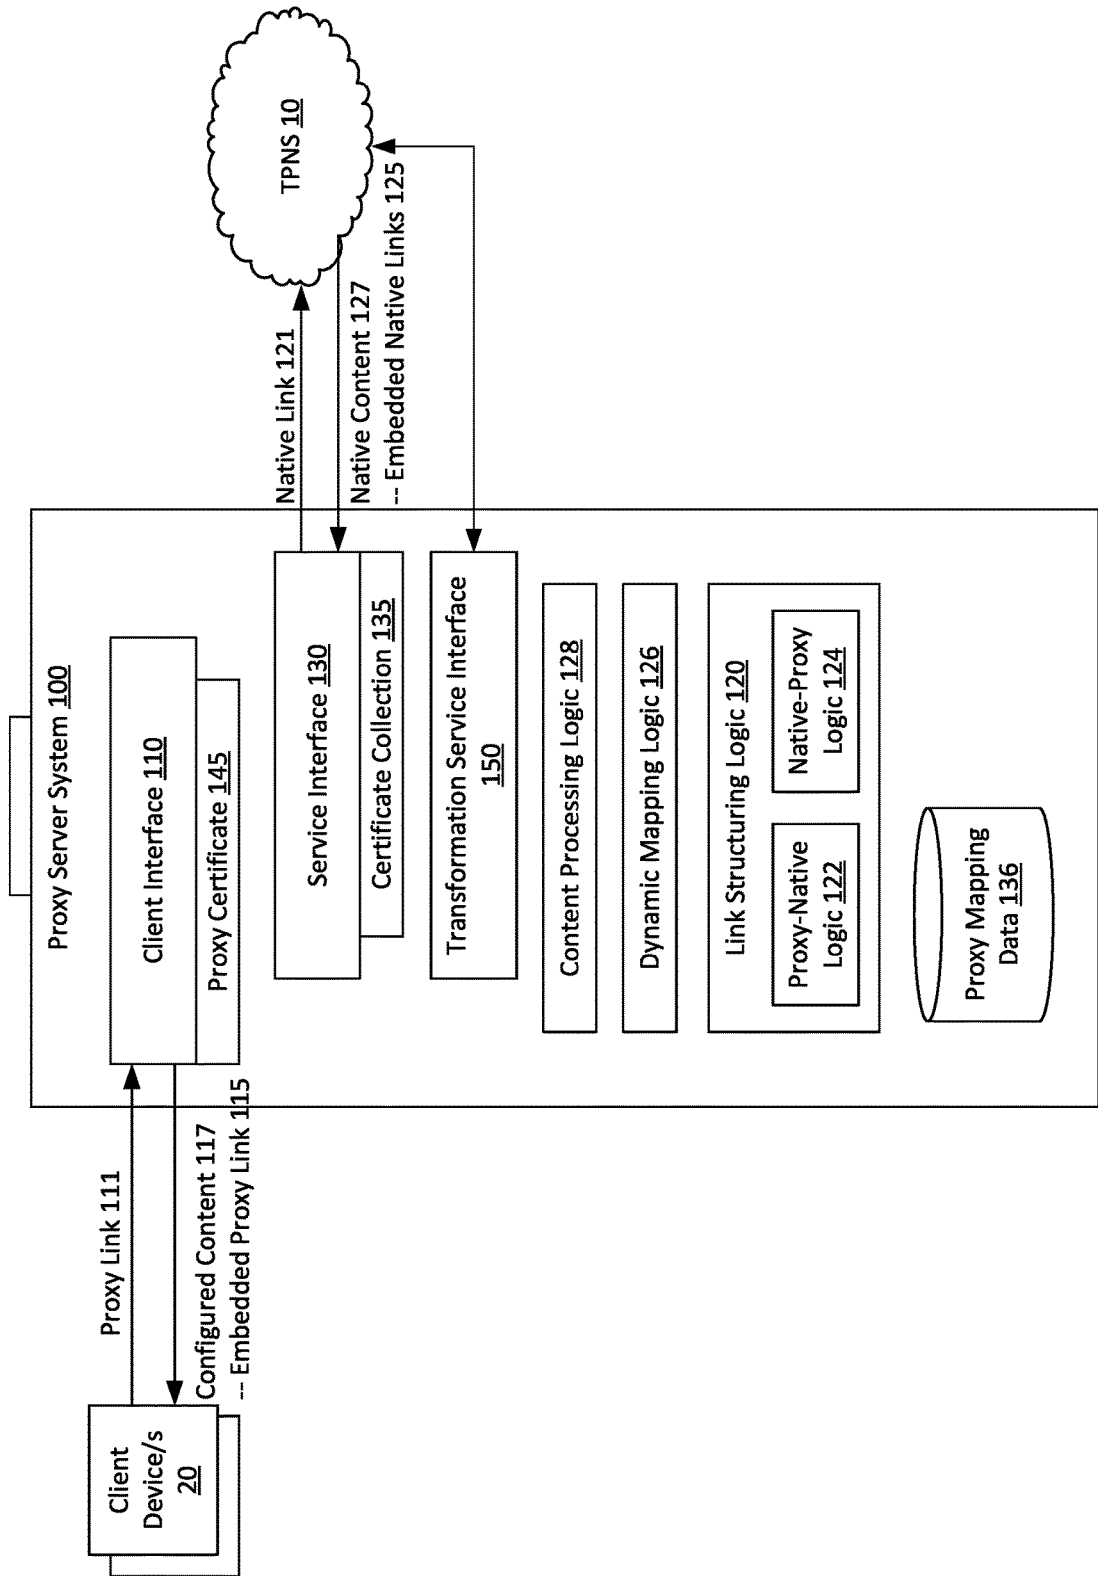 Client
Device/s
20
Proxy Link 111
Configured Content 117
-- Embedded Proxy Link 115
Proxy Server System 100
Client Interface 110
Proxy Certificate 145
Service Interface 130
Certificate Collection 135
Transformation Service Interface
150
Content Processing Logic 128
Dynamic Mapping Logic 126
Link Structuring Logic 120
Proxy-Native
Logic 122
Native-Proxy
Logic 124
Proxy Mapping
Data 136
Native Link 121
Native Content 127
-- Embedded Native Links 125
TPNS 10